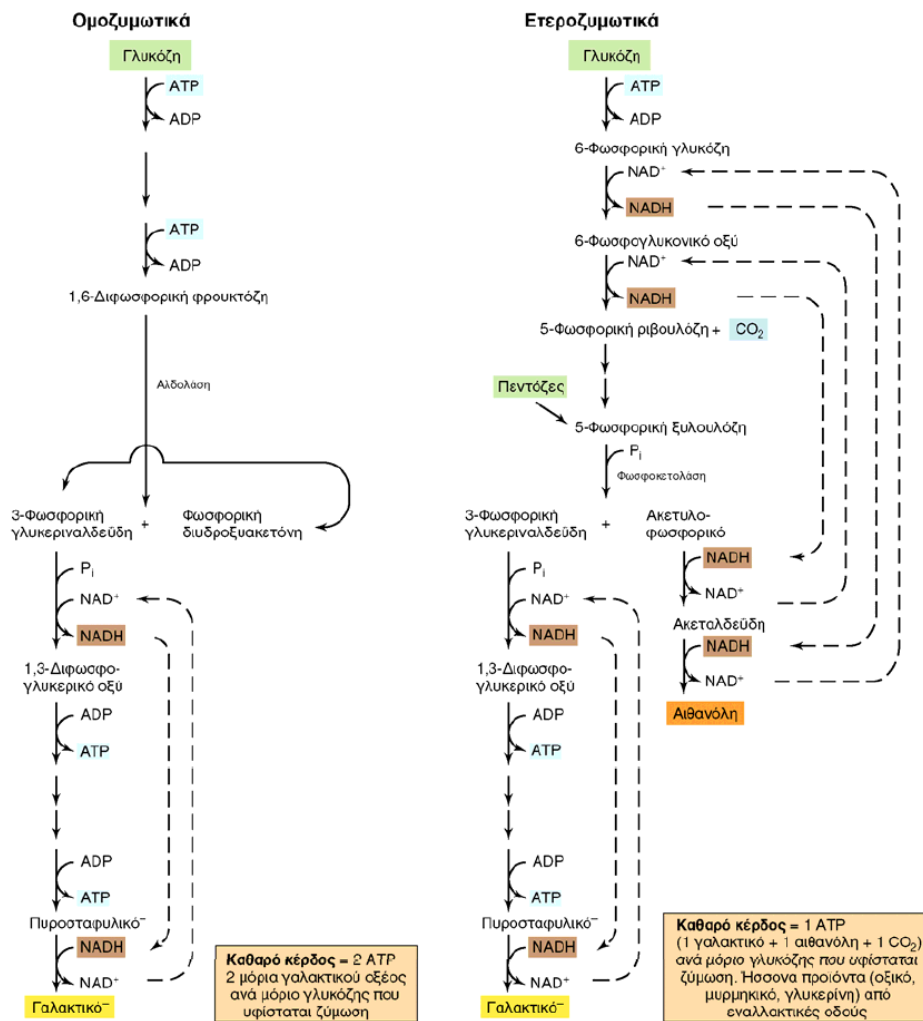 Ομοζυμωτικά
Γλυκόζη
ATP
ADP
ATP
ADP
1,6-Διφωσφορική φρουκτόζη
Αλδολάση
3-Φωσφορική
γλυκεριναλδεΰδη
+
Φωσφορική
διυδροξυακετόνη
Pi
NAD⁺
NADH
1,3-Διφωσφο-
γλυκερικό οξύ
ADP
ATP
ADP
ATP
Πυροσταφυλικό⁻
NADH
NAD⁺
Γαλακτικό⁻
Καθαρό κέρδος = 2 ATP
2 μόρια γαλακτικού οξέος
ανά μόριο γλυκόζης που
υφίσταται ζύμωση
Ετεροζυμωτικά
Γλυκόζη
ATP
ADP
6-Φωσφορική γλυκόζη
NAD⁺
NADH
6-Φωσφογλυκονικό οξύ
NAD⁺
NADH
5-Φωσφορική ριβουλόζη + CO₂
Πεντόζες
5-Φωσφορική ξυλουλόζη
Pi
Φωσφοκετολάση
3-Φωσφορική
γλυκεριναλδεΰδη
+
Ακετυλο-
φωσφορικό
NADH
NAD⁺
Ακεταλδεΰδη
NADH
NAD⁺
Αιθανόλη
Pi
NAD⁺
NADH
1,3-Διφωσφο-
γλυκερικό οξύ
ADP
ATP
ADP
ATP
Πυροσταφυλικό⁻
NADH
NAD⁺
Γαλακτικό⁻
Καθαρό κέρδος = 1 ATP
(1 γαλακτικό + 1 αιθανόλη + 1 CO₂)
ανά μόριο γλυκόζης που υφίσταται
ζύμωση. Ήσσονα προϊόντα (οξικό,
μυρμηκικό, γλυκερίνη) από
εναλλακτικές οδούς